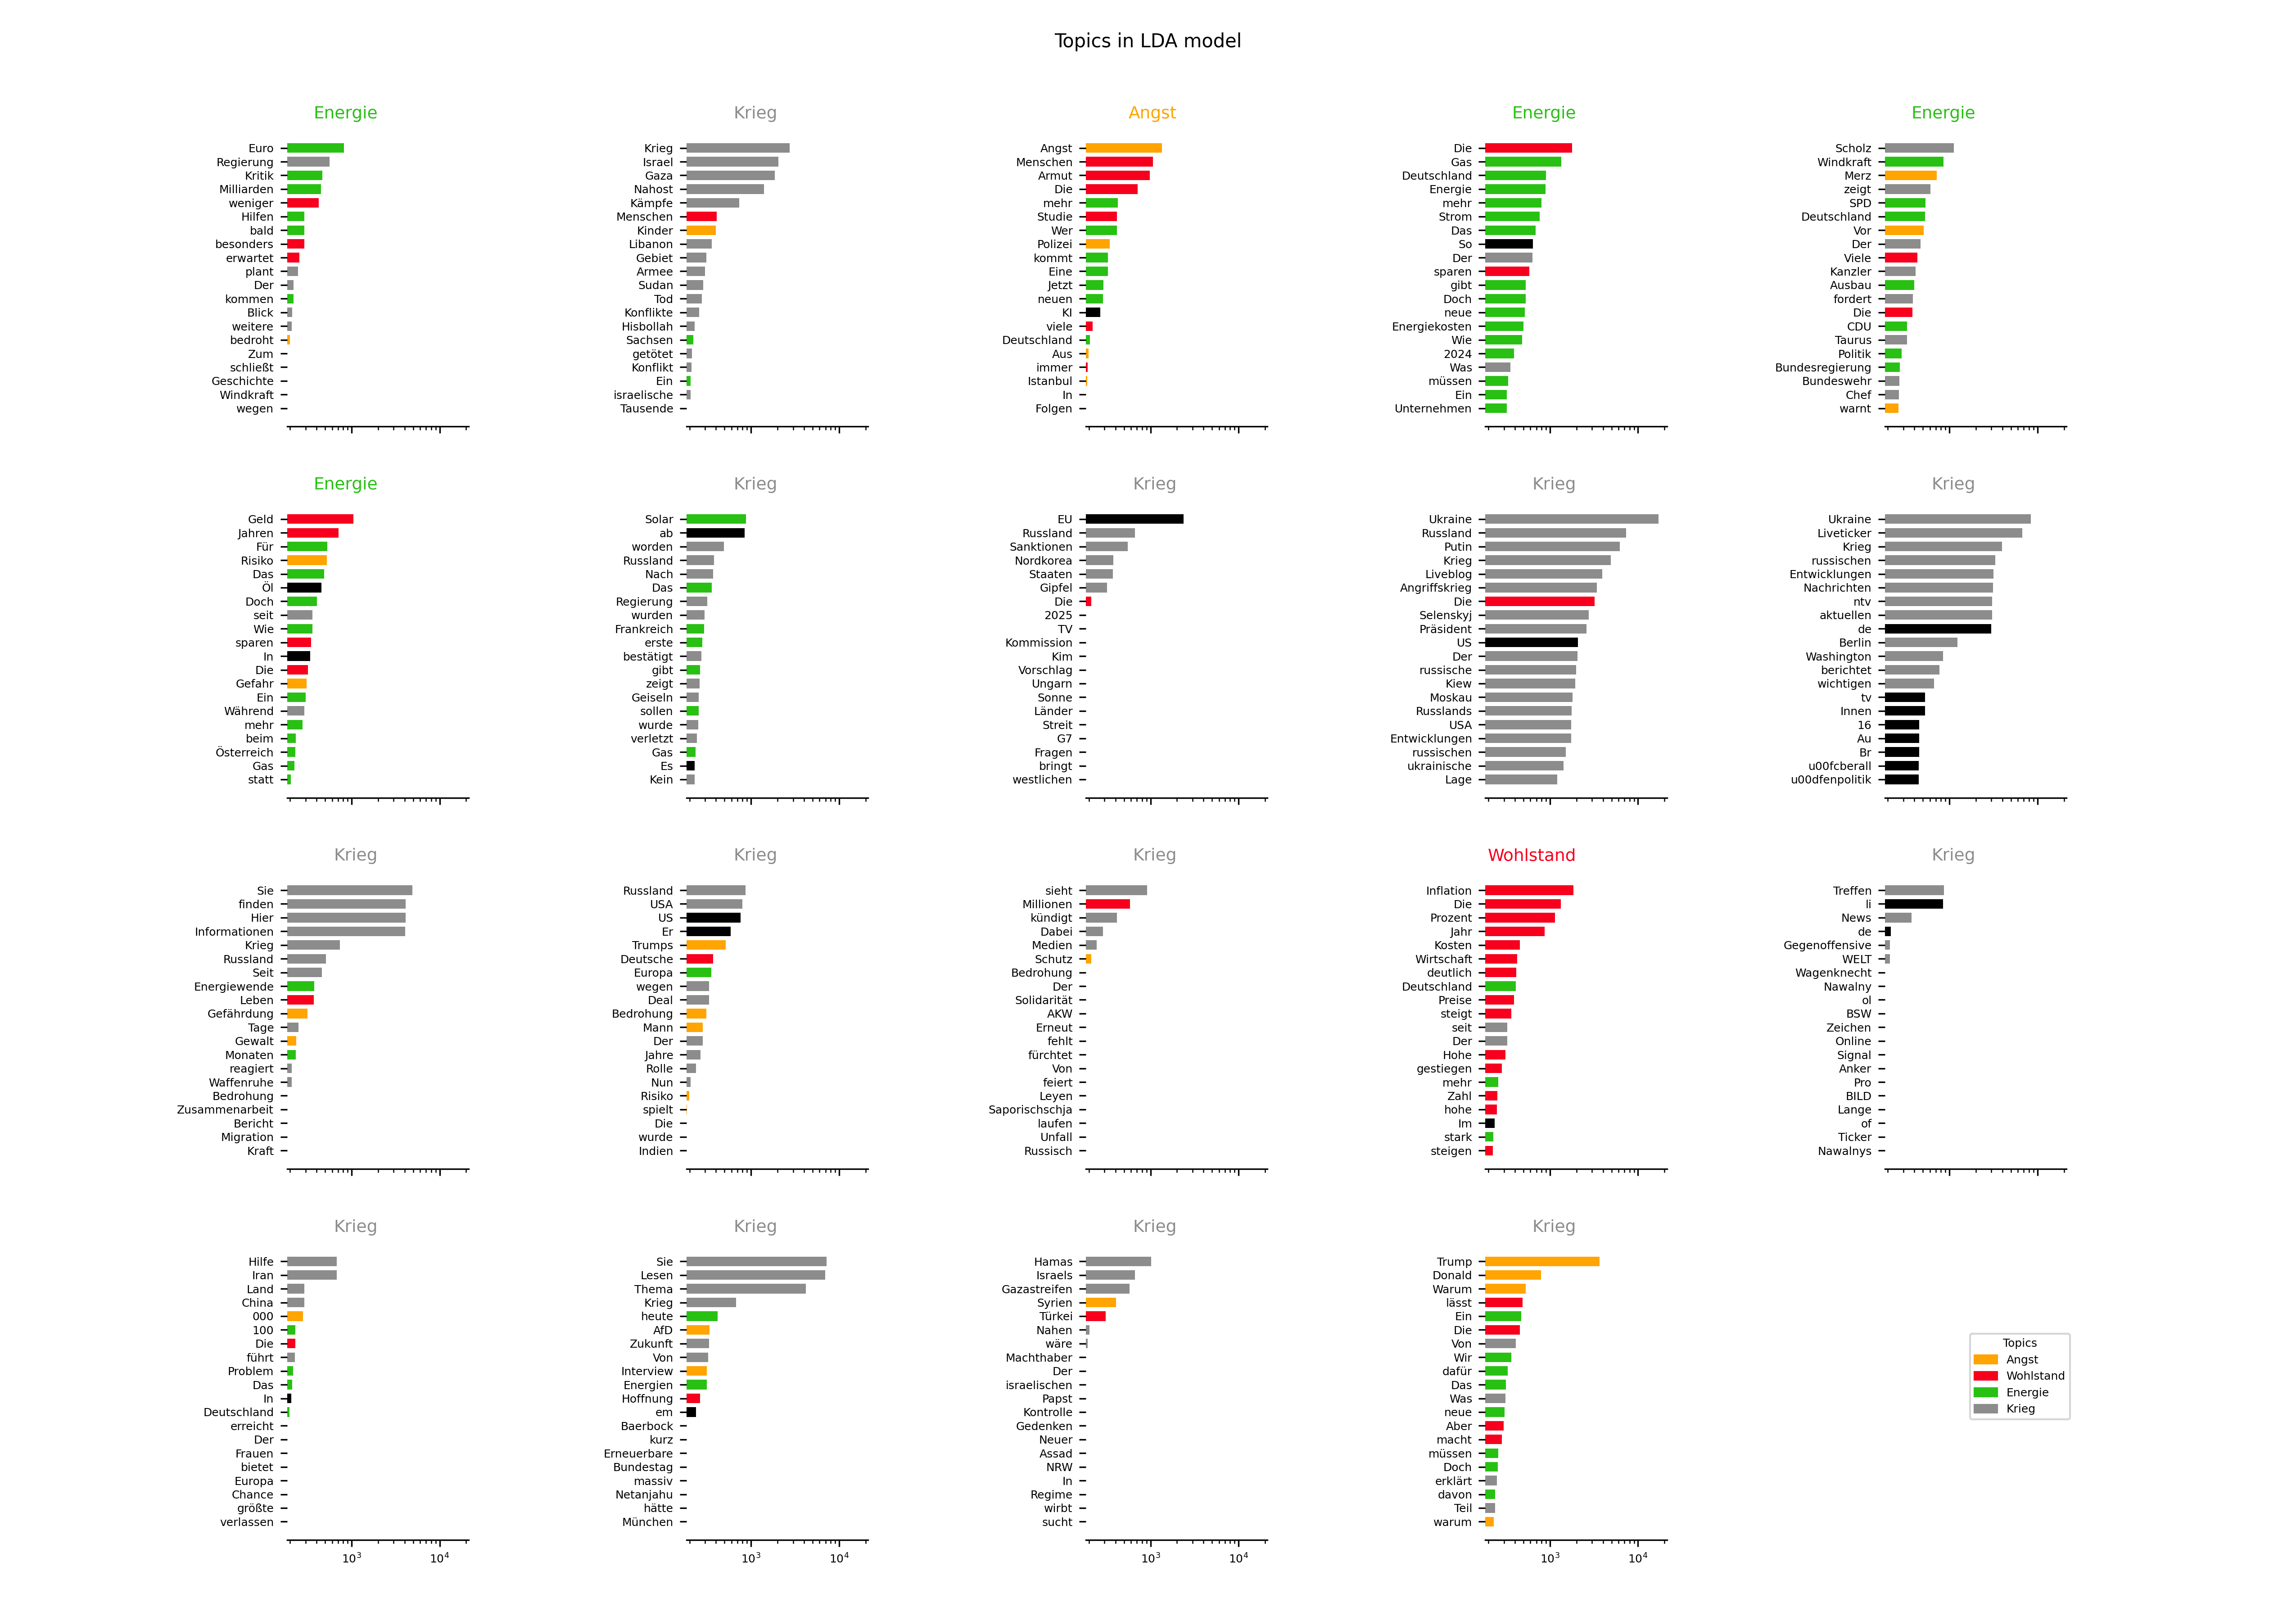 Topics in LDA model
Energie
Euro
Regierung
Kritik
Milliarden
weniger
Hilfen
bald
besonders
erwartet
plant
Der
kommen
Blick
weitere
bedroht
Zum
schließt
Geschichte
Windkraft
wegen
Krieg
Krieg
Israel
Gaza
Nahost
Kämpfe
Menschen
Kinder
Libanon
Gebiet
Armee
Sudan
Tod
Konflikte
Hisbollah
Sachsen
getötet
Konflikt
Ein
israelische
Tausende
Angst
Angst
Menschen
Armut
Die
mehr
Studie
Wer
Polizei
kommt
Eine
Jetzt
neuen
KI
viele
Deutschland
Aus
immer
Istanbul
In
Folgen
Energie
Die
Gas
Deutschland
Energie
mehr
Strom
Das
So
Der
sparen
gibt
Doch
neue
Energiekosten
Wie
2024
Was
müssen
Ein
Unternehmen
Energie
Scholz
Windkraft
Merz
zeigt
SPD
Deutschland
Vor
Der
Viele
Kanzler
Ausbau
fordert
Die
CDU
Taurus
Politik
Bundesregierung
Bundeswehr
Chef
warnt
Energie
Geld
Jahren
Für
Risiko
Das
Öl
Doch
seit
Wie
sparen
In
Die
Gefahr
Ein
Während
mehr
beim
Österreich
Gas
statt
Krieg
Solar
ab
worden
Russland
Nach
Das
Regierung
wurden
Frankreich
erste
bestätigt
gibt
zeigt
Geiseln
sollen
wurde
verletzt
Gas
Es
Kein
Krieg
EU
Russland
Sanktionen
Nordkorea
Staaten
Gipfel
Die
2025
TV
Kommission
Kim
Vorschlag
Ungarn
Sonne
Länder
Streit
G7
Fragen
bringt
westlichen
Krieg
Ukraine
Russland
Putin
Krieg
Liveblog
Angriffskrieg
Die
Selenskyj
Präsident
US
Der
russische
Kiew
Moskau
Russlands
USA
Entwicklungen
russischen
ukrainische
Lage
Krieg
Ukraine
Liveticker
Krieg
russischen
Entwicklungen
Nachrichten
ntv
aktuellen
de
Berlin
Washington
berichtet
wichtigen
tv
Innen
16
Au
Br
u00fcberall
u00dfenpolitik
Krieg
Sie
finden
Hier
Informationen
Krieg
Russland
Seit
Energiewende
Leben
Gefährdung
Tage
Gewalt
Monaten
reagiert
Waffenruhe
Bedrohung
Zusammenarbeit
Bericht
Migration
Kraft
Krieg
Russland
USA
US
Er
Trumps
Deutsche
Europa
wegen
Deal
Bedrohung
Mann
Der
Jahre
Rolle
Nun
Risiko
spielt
Die
wurde
Indien
Krieg
sieht
Millionen
kündigt
Dabei
Medien
Schutz
Bedrohung
Der
Solidarität
AKW
Erneut
fehlt
fürchtet
Von
feiert
Leyen
Saporischschja
laufen
Unfall
Russisch
Wohlstand
Inflation
Die
Prozent
Jahr
Kosten
Wirtschaft
deutlich
Deutschland
Preise
steigt
seit
Der
Hohe
gestiegen
mehr
Zahl
hohe
Im
stark
steigen
Krieg
Treffen
li
News
de
Gegenoffensive
WELT
Wagenknecht
Nawalny
ol
BSW
Zeichen
Online
Signal
Anker
Pro
BILD
Lange
of
Ticker
Nawalnys
Krieg
Hilfe
Iran
Land
China
000
100
Die
führt
Problem
Das
In
Deutschland
erreicht
Der
Frauen
bietet
Europa
Chance
größte
verlassen
10³ 10⁴
Krieg
Sie
Lesen
Thema
Krieg
heute
AfD
Zukunft
Von
Interview
Energien
Hoffnung
em
Baerbock
kurz
Erneuerbare
Bundestag
massiv
Netanjahu
hätte
München
10³ 10⁴
Krieg
Hamas
Israels
Gazastreifen
Syrien
Türkei
Nahen
wäre
Machthaber
Der
israelischen
Papst
Kontrolle
Gedenken
Neuer
Assad
NRW
In
Regime
wirbt
sucht
10³ 10⁴
Krieg
Trump
Donald
Warum
lässt
Ein
Die
Von
Wir
dafür
Das
Was
neue
Aber
macht
müssen
Doch
erklärt
davon
Teil
warum
10³ 10⁴
Topics
Angst
Wohlstand
Energie
Krieg